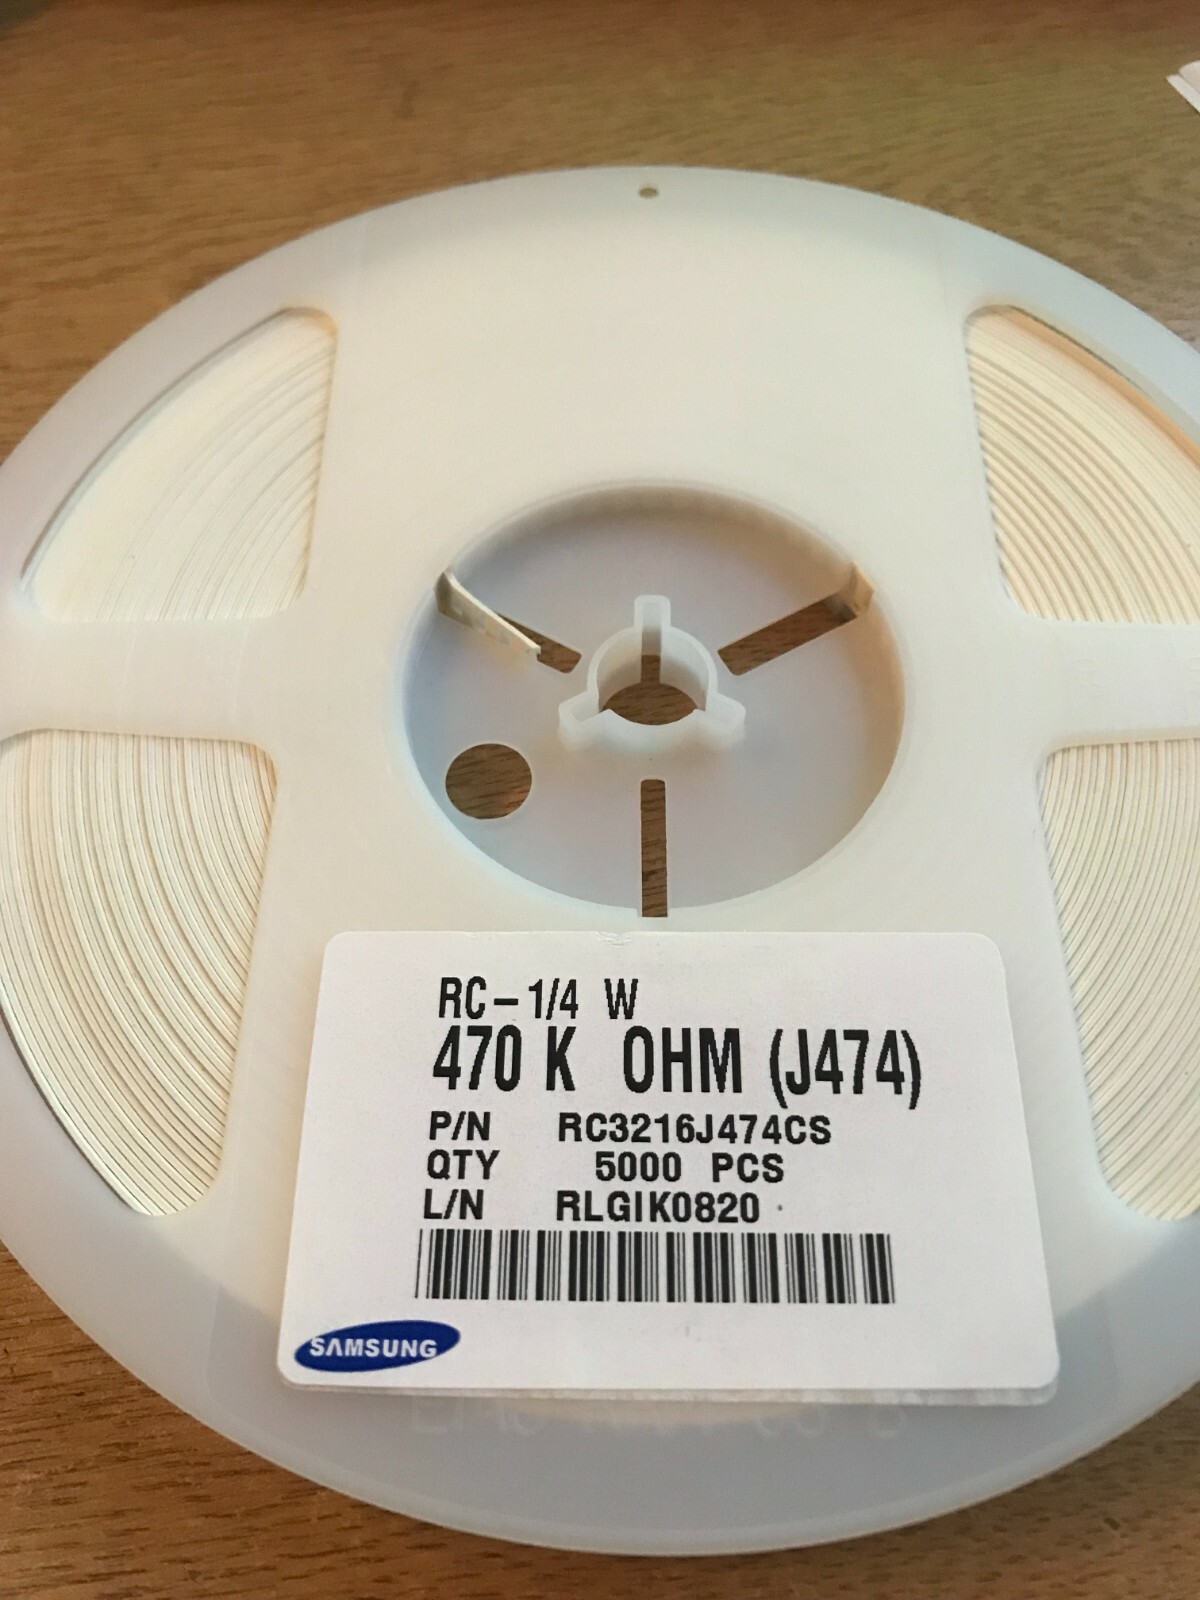 RC-1/4 W
470 K OHM (J474)
P/N RC3216J474CS
QTY 5000 PCS
L/N RLGIK0820
SAMSUNG